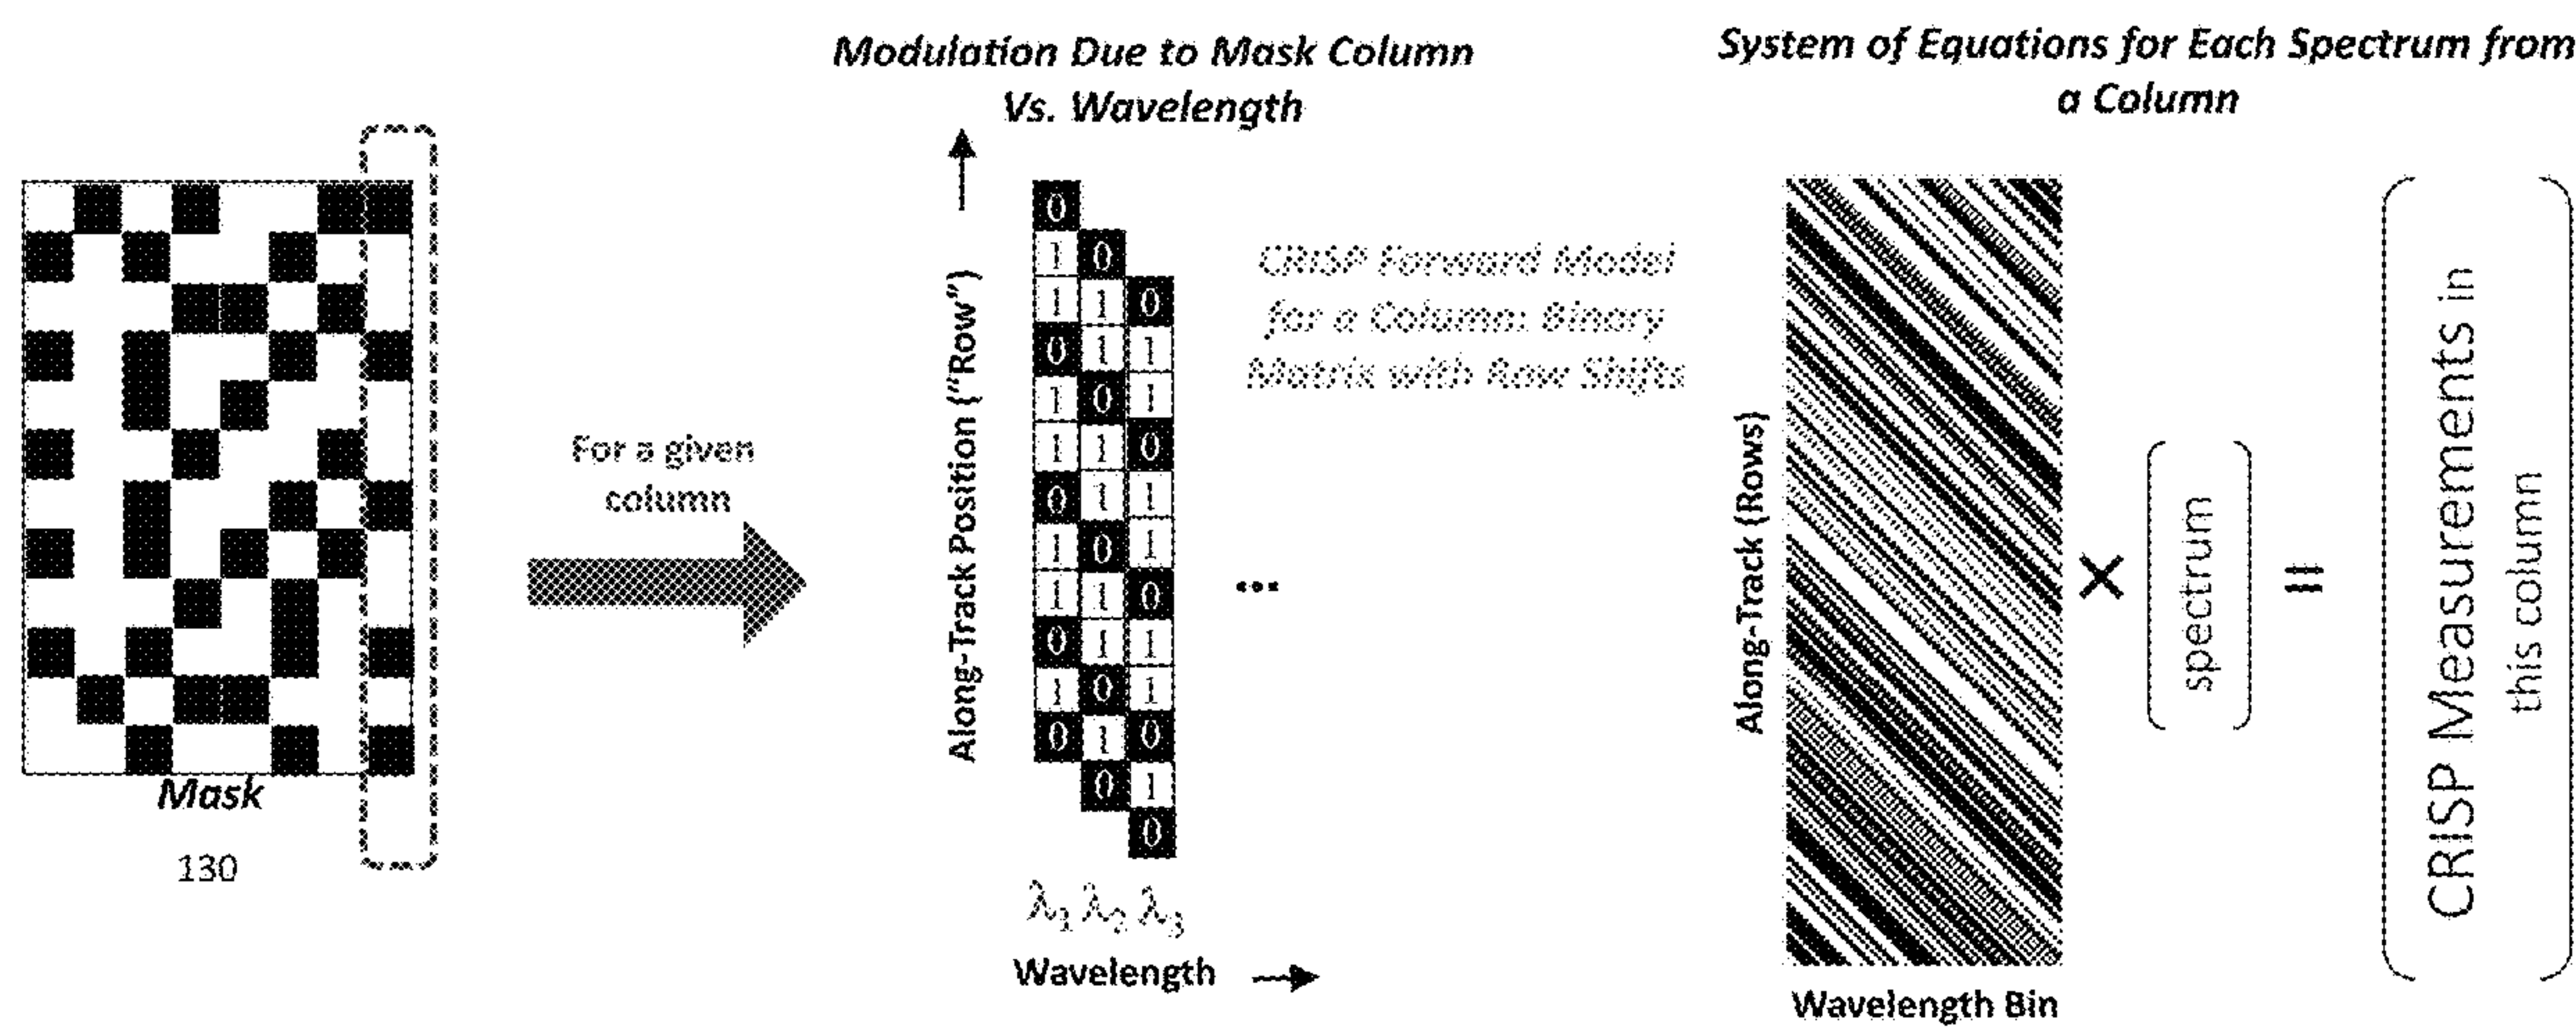 Modulation Due to Mask Column
Vs. Wavelength
System of Equations for Each Spectrum from
a Column
Mask
130
For a given
column
Along-Track Position ("Row")
0
1 0
1 1 0
0 1 1
1 0 1
1 1 0
0 1 1
1 0 1
1 1 0
0 1 1
1 0 1
0 1 0
0 1
0
λ1 λ2 λ3
Wavelength
CRISP Forward Model
for a Column: Binary
Matrix with Row Shifts
...
Along-Track (Rows)
Wavelength Bin
×
spectrum
=
CRISP Measurements in
this column